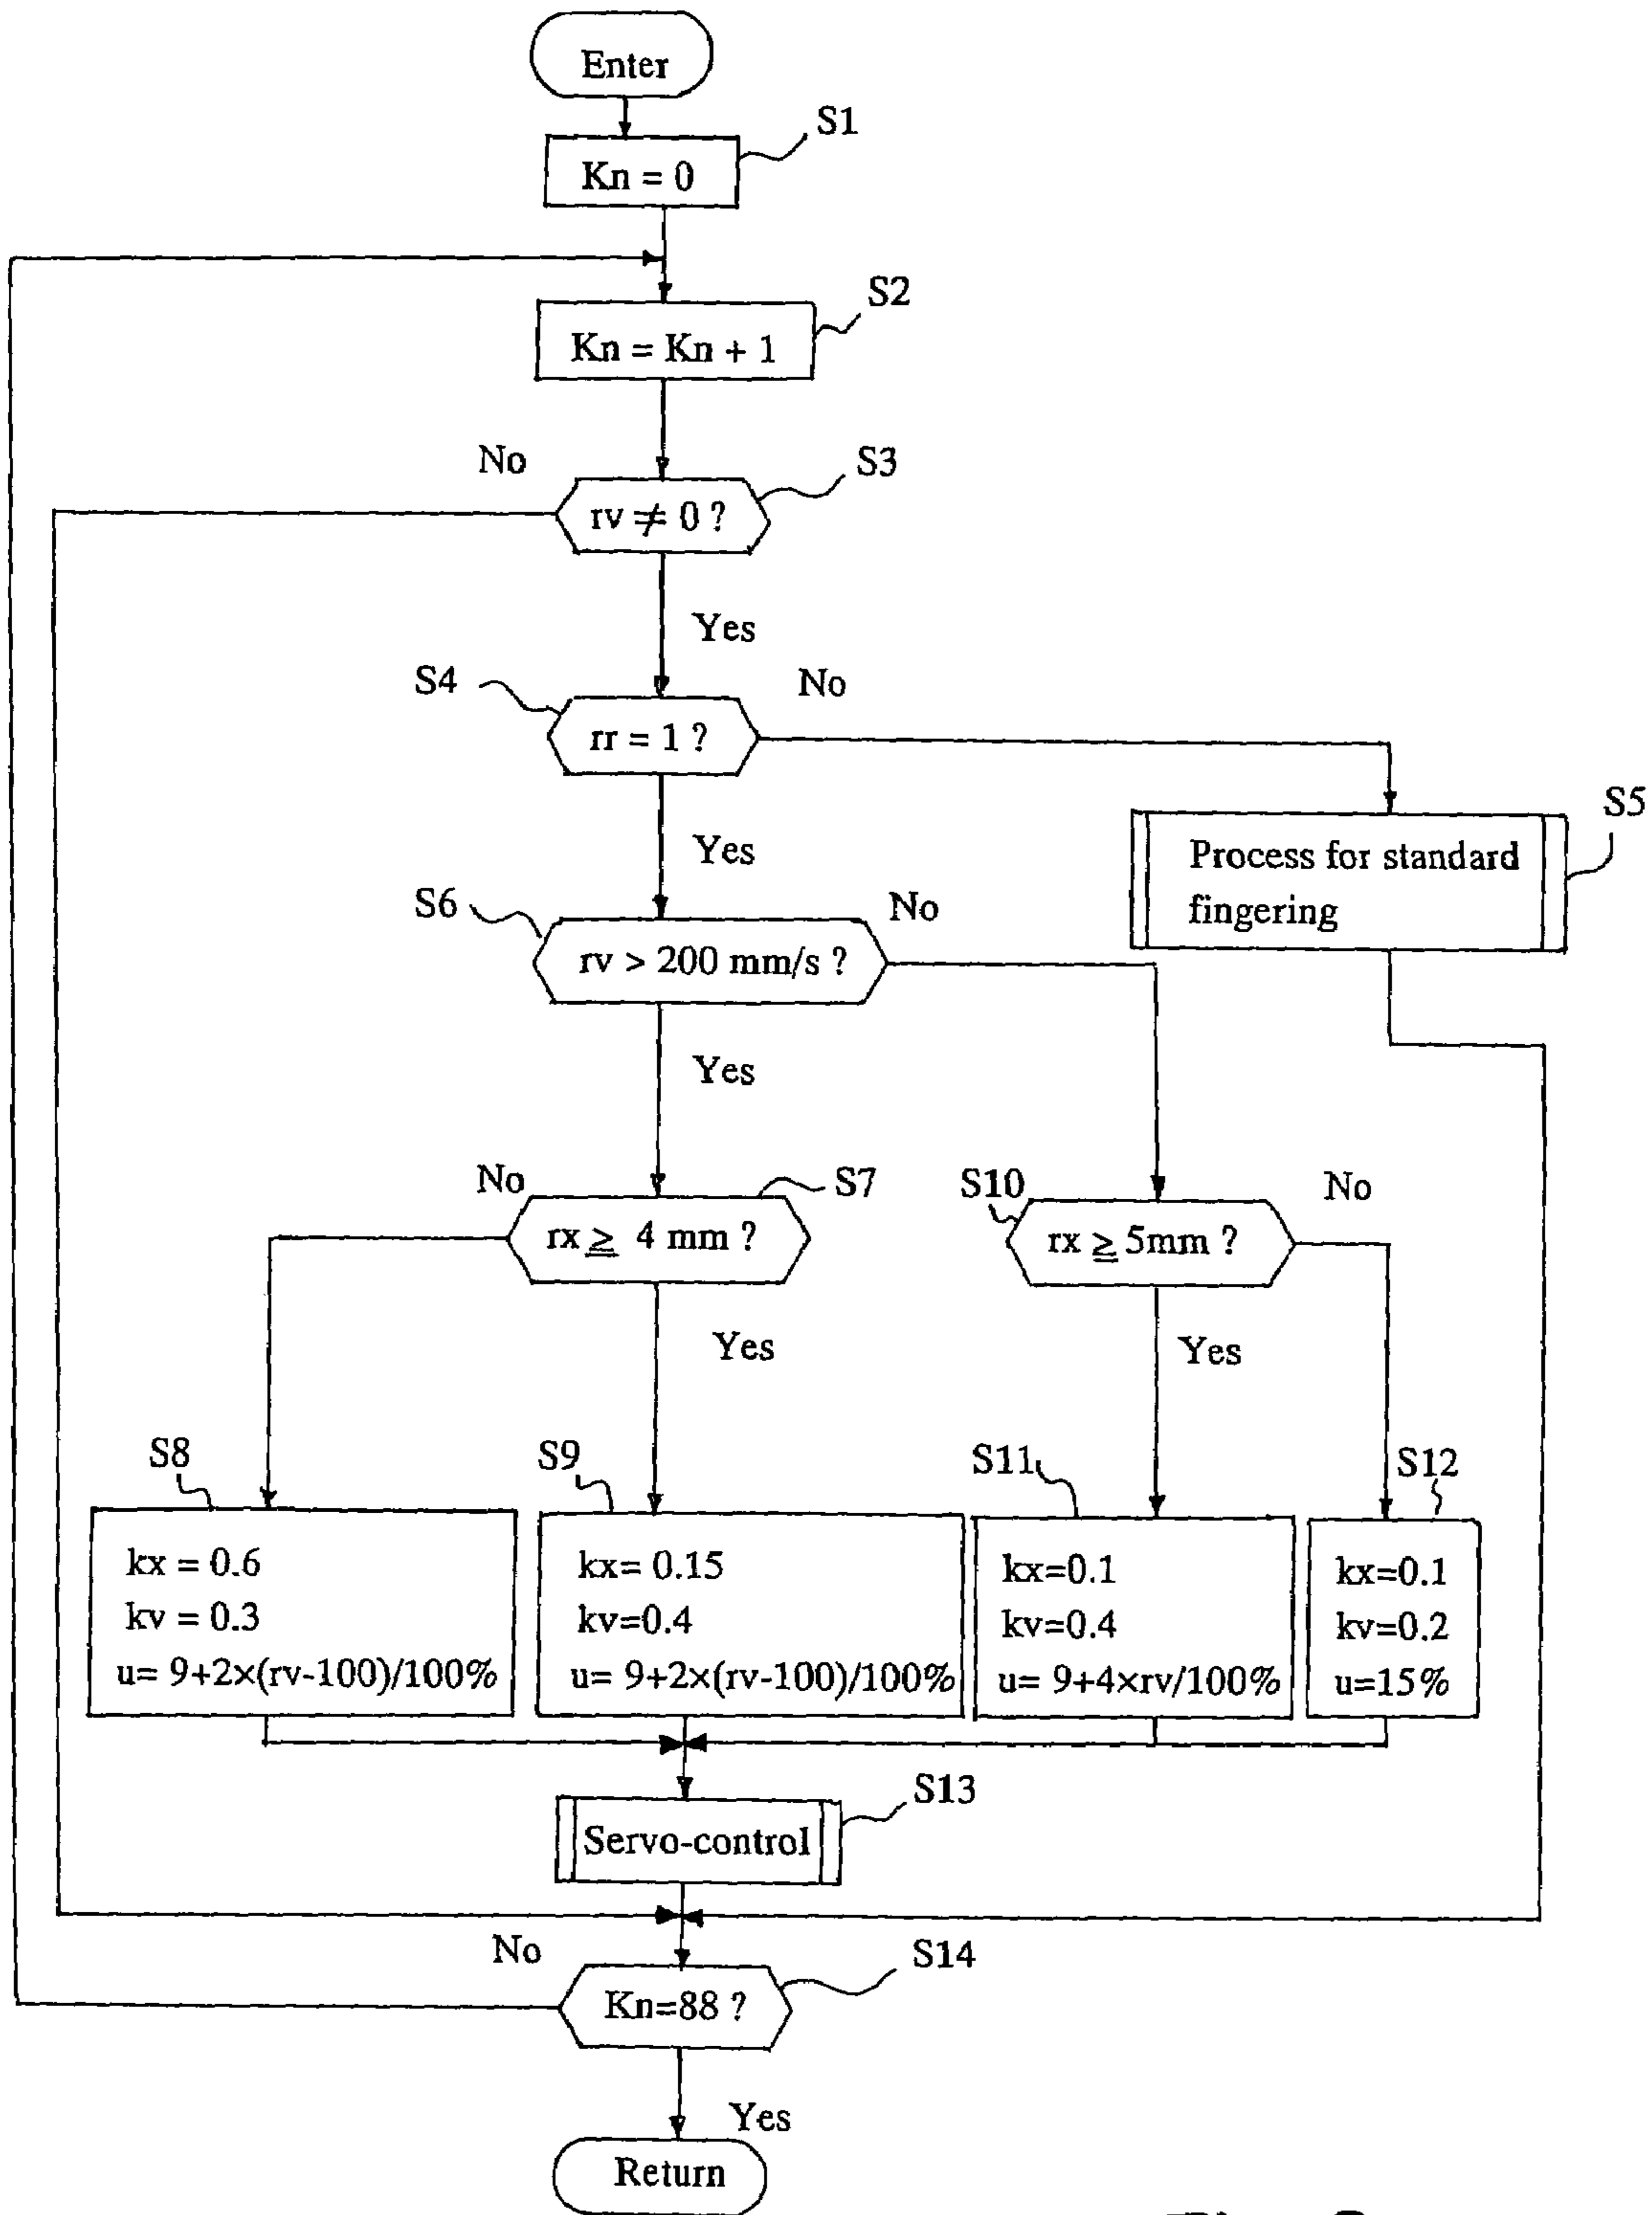 Enter
S1
Kn = 0
S2
Kn = Kn + 1
No
S3
rv ≠ 0 ?
Yes
S4
No
rr = 1 ?
S5
Process for standard
fingering
Yes
S6
No
rv > 200 mm/s ?
Yes
No
S7
S10
No
rx ≧ 4 mm ?
rx ≧ 5mm ?
Yes
Yes
S8
S9
S11
S12
kx = 0.6
kv = 0.3
u= 9+2×(rv-100)/100%
kx= 0.15
kv=0.4
u= 9+2×(rv-100)/100%
kx=0.1
kv=0.4
u= 9+4×rv/100%
kx=0.1
kv=0.2
u=15%
S13
Servo-control
No
S14
Kn=88 ?
Yes
Return